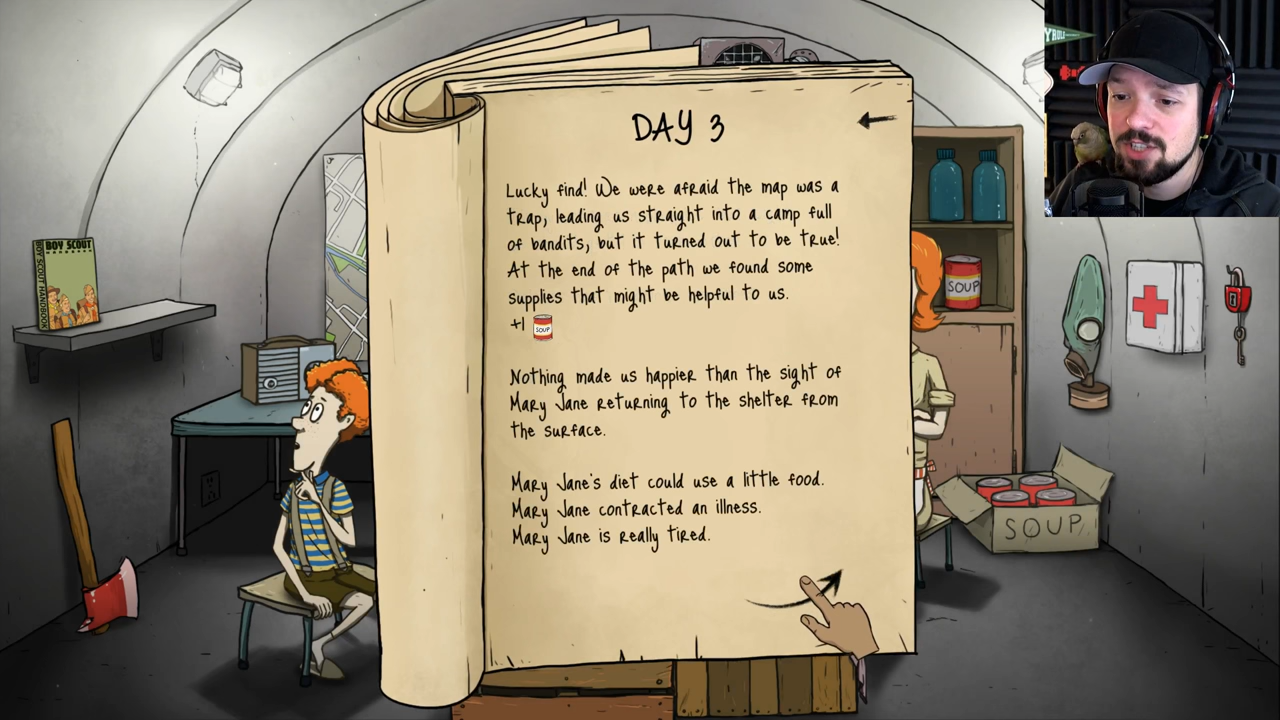 DAY 3
Lucky find! We were afraid the map was a
trap, leading us straight into a camp full
of bandits, but it turned out to be true!
At the end of the path we found some
supplies that might be helpful to us.
+1 SOUP
Nothing made us happier than the sight of
Mary Jane returning to the shelter from
the surface.
Mary Jane's diet could use a little food.
Mary Jane contracted an illness.
Mary Jane is really tired.
BOY SCOUT
BOY SCOUT HANDBOOK
SOUP
SOUP